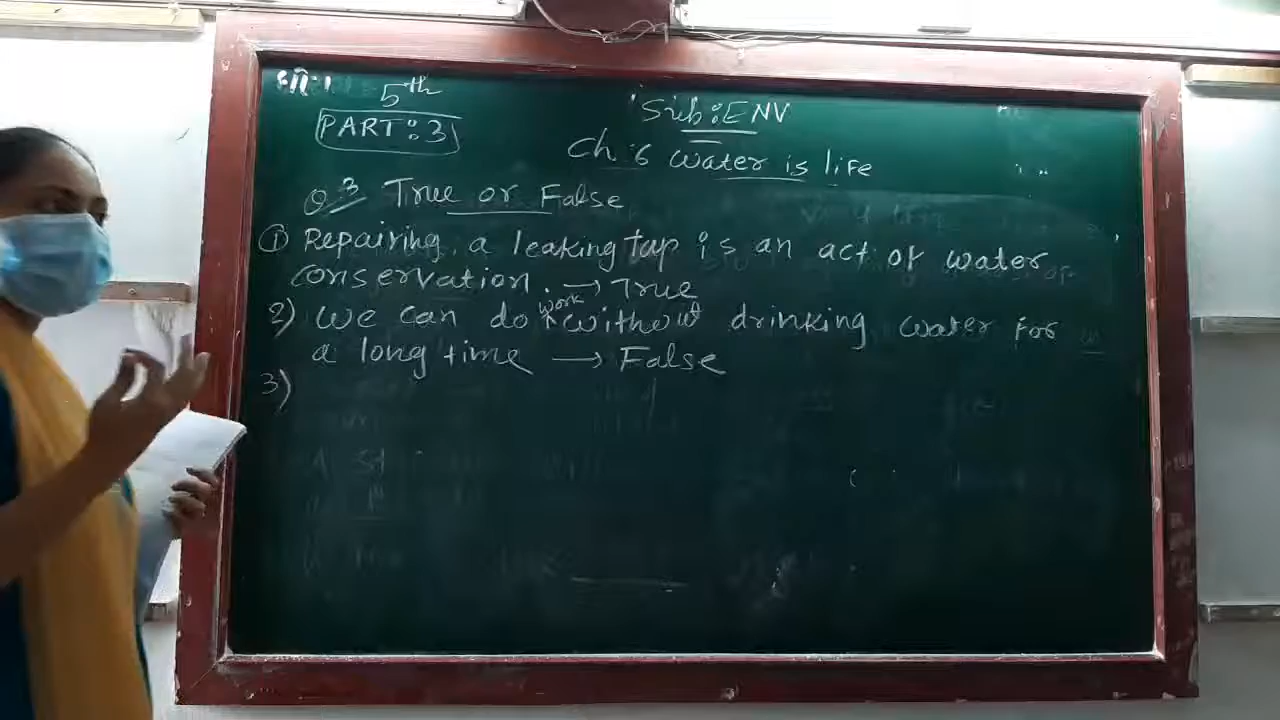 5th
PART:3
Sub:ENV
Ch 6 Water is life
Q.3 True or False
① Repairing a leaking tap is an act of water
conservation. → True
2) We can do work without drinking water for
a long time → False
3)